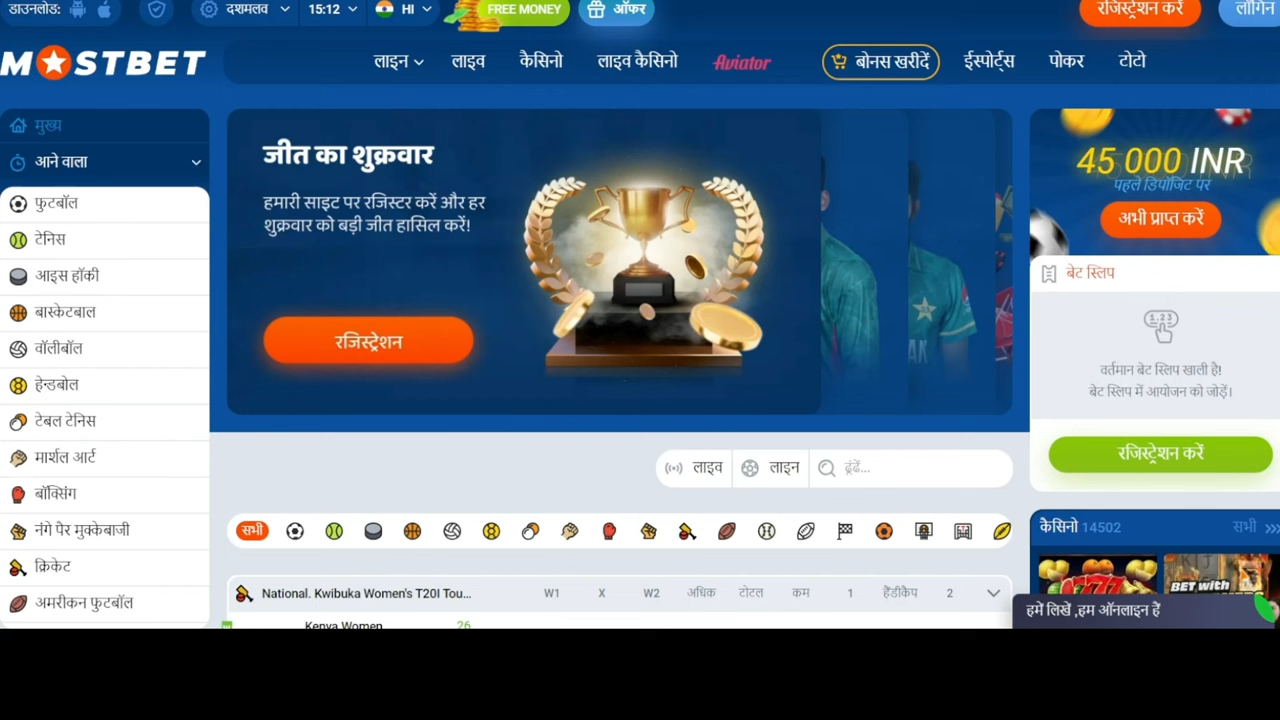 डाउनलोड:
दशमलव
15:12
HI
FREE MONEY
ऑफर
रजिस्ट्रेशन करें
लॉगिन
MOSTBET
लाइन
लाइव
कैसिनो
लाइव कैसिनो
Aviator
बोनस खरीदें
ईस्पोर्ट्स
पोकर
टोटो
मुख्य
आने वाला
फुटबॉल
टेनिस
आइस हॉकी
बास्केटबाल
वॉलीबॉल
हेन्डबोल
टेबल टेनिस
मार्शल आर्ट
बॉक्सिंग
नंगे पैर मुक्केबाजी
क्रिकेट
अमरीकन फुटबॉल
जीत का शुक्रवार
हमारी साइट पर रजिस्टर करें और हर
शुक्रवार को बड़ी जीत हासिल करें!
रजिस्ट्रेशन
45 000 INR
पहले डिपॉजिट पर
अभी प्राप्त करें
बेट स्लिप
1.23
वर्तमान बेट स्लिप खाली है!
बेट स्लिप में आयोजन को जोड़ें।
रजिस्ट्रेशन करें
लाइव
लाइन
ढूंढें...
सभी
National. Kwibuka Women's T20I Tou...
W1
X
W2
अधिक
टोटल
कम
1
हैंडीकैप
2
Kenya Women
26
कैसिनो 14502
सभी
777
BET with
हमें लिखें ,हम ऑनलाइन हैं